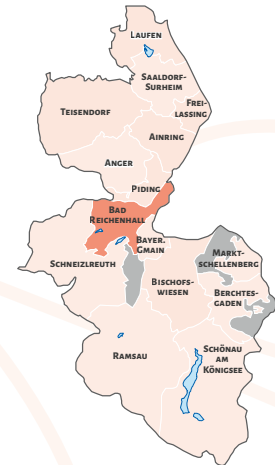 LAUFEN
SAALDORF-
SURHEIM
TEISENDORF
FREI-
LASSING
AINRING
ANGER
PIDING
BAD
REICHENHALL
BAYER.
GMAIN
MARKT-
SCHELLENBERG
SCHNEIZLREUTH
BISCHOFS-
WIESEN
BERCHTES-
GADEN
RAMSAU
SCHÖNAU
AM
KÖNIGSEE